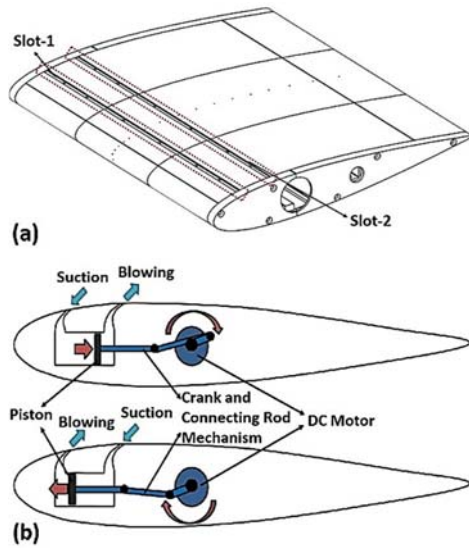 Slot-1
Slot-2
(a)
Suction
Blowing
Crank and
Connecting Rod
Mechanism
DC Motor
Piston
Blowing
Suction
(b)